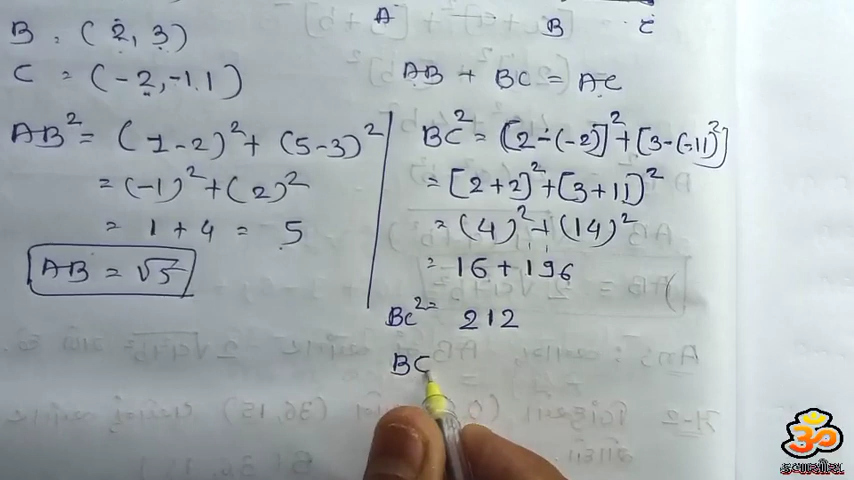 A B C
B : (2, 3)
C = (-2, -11)
AB + BC = AC
AB² = (1-2)² + (5-3)²
= (-1)² + (2)²
= 1 + 4 = 5
AB = √5
BC² = [2-(-2)]² + [3-(-11)²]
= [2+2]² + [3+11]²
= (4)² + (14)²
= 16 + 196
BC² = 212
BC